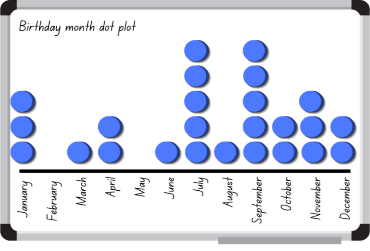 Birthday month dot plot
January
February
March
April
May
June
July
August
September
October
November
December